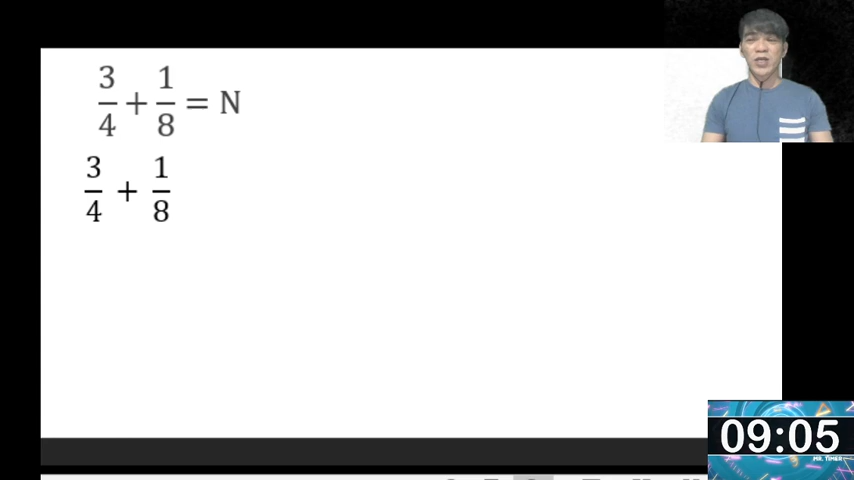 3/4 + 1/8 = N
3/4 + 1/8
09:05
MR. TIMER